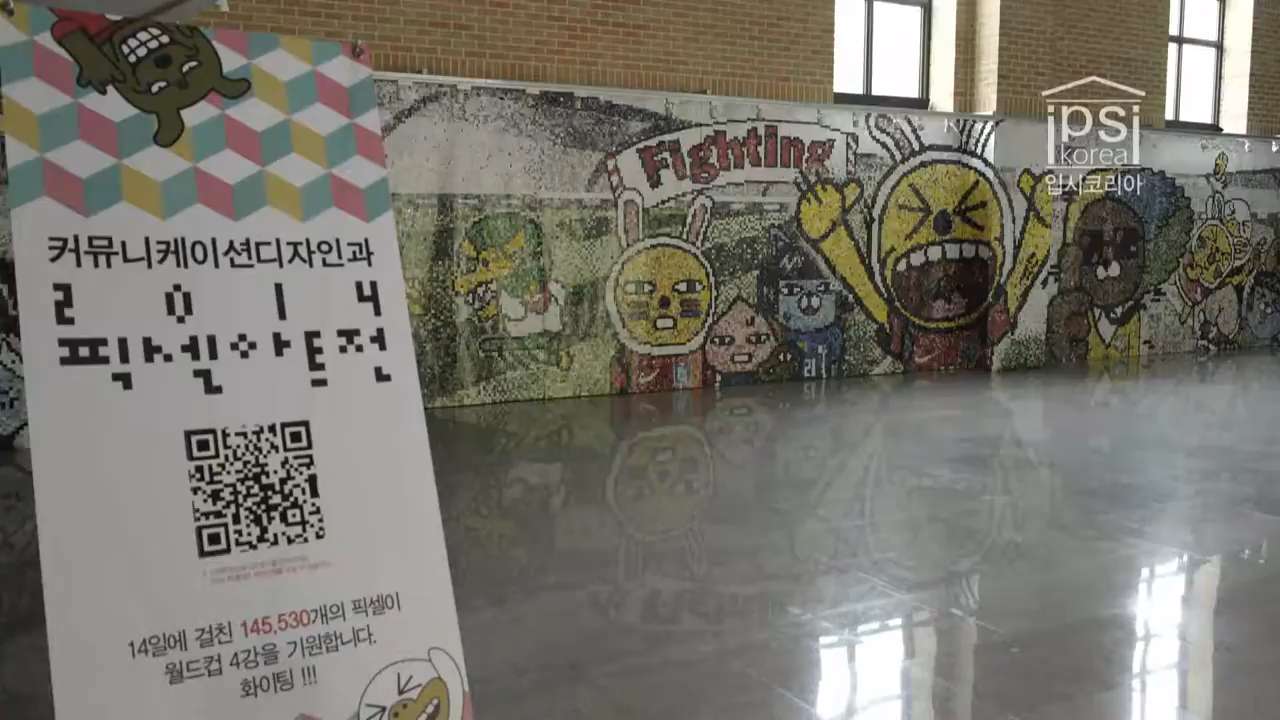 ipsi
korea
입시코리아
Fighting
커뮤니케이션디자인과
2014
픽셀아트전
14일에 걸친 145,530개의 픽셀이
월드컵 4강을 기원합니다.
화이팅 !!!